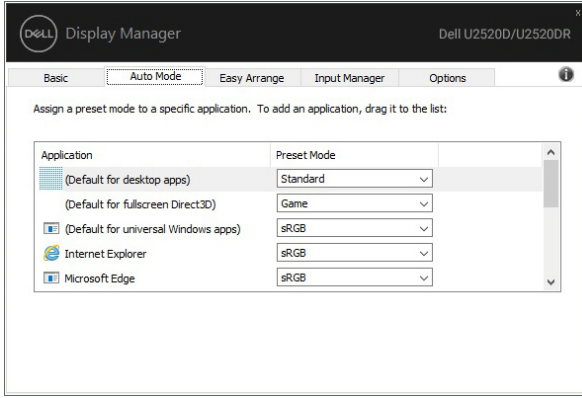 DELL Display Manager Dell U2520D/U2520DR
x
Basic Auto Mode Easy Arrange Input Manager Options i
Assign a preset mode to a specific application. To add an application, drag it to the list:
Application Preset Mode
(Default for desktop apps) Standard
(Default for fullscreen Direct3D) Game
(Default for universal Windows apps) sRGB
Internet Explorer sRGB
Microsoft Edge sRGB